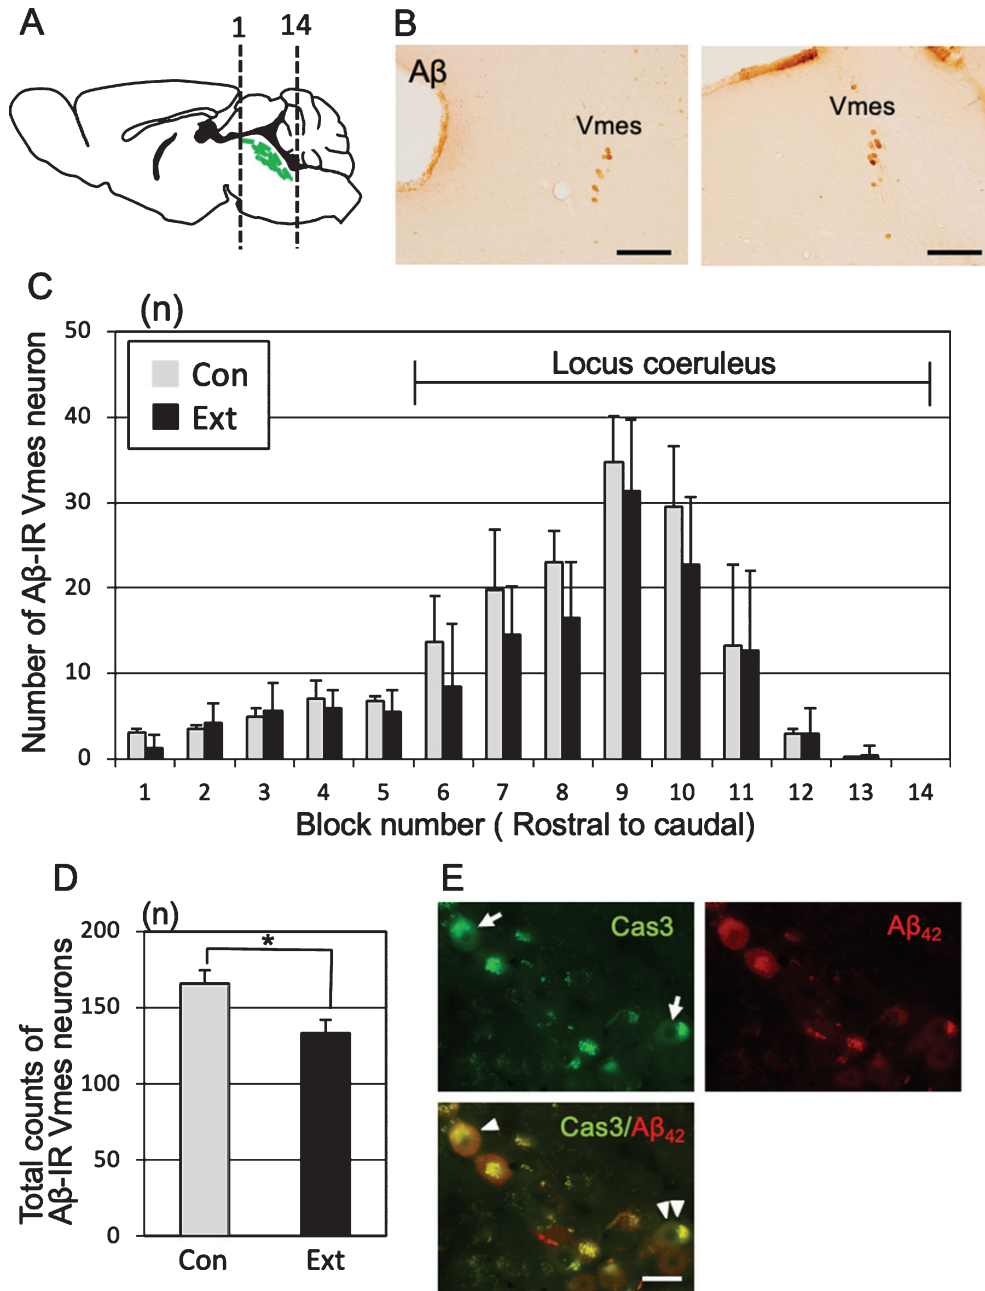 A
1 14
B
Aβ
Vmes
Vmes
C
(n)
Number of Aβ-IR Vmes neuron
50
40
30
20
10
0
Con
Ext
Locus coeruleus
1 2 3 4 5 6 7 8 9 10 11 12 13 14
Block number ( Rostral to caudal)
D
(n)
Total counts of
Aβ-IR Vmes neurons
200
150
100
50
0
*
Con Ext
E
Cas3
Aβ42
Cas3/Aβ42